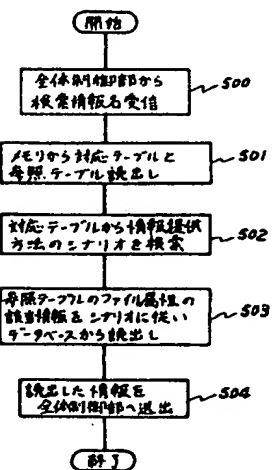 開始
全体制御部から
検索情報名受信
500
メモリから対応テーブルと
参照テーブル読出し
501
対応テーブルから情報提供
方法のシナリオを検索
502
参照テーブルのファイル属性の
該当情報をシナリオに従い
データベースから読出し
503
読出した情報を
全体制御部へ送出
504
終了